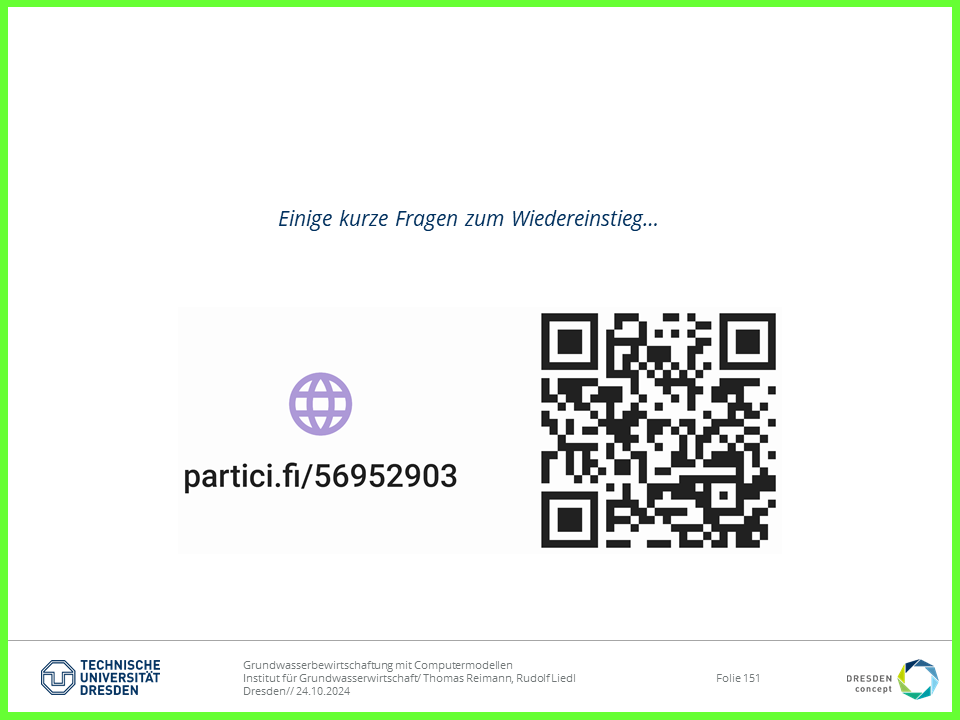 Einige kurze Fragen zum Wiedereinstieg...
partici.fi/56952903
TECHNISCHE
UNIVERSITÄT
DRESDEN
Grundwasserbewirtschaftung mit Computermodellen
Institut für Grundwasserwirtschaft/ Thomas Reimann, Rudolf Liedl
Dresden// 24.10.2024
Folie 151
DRESDEN
concept